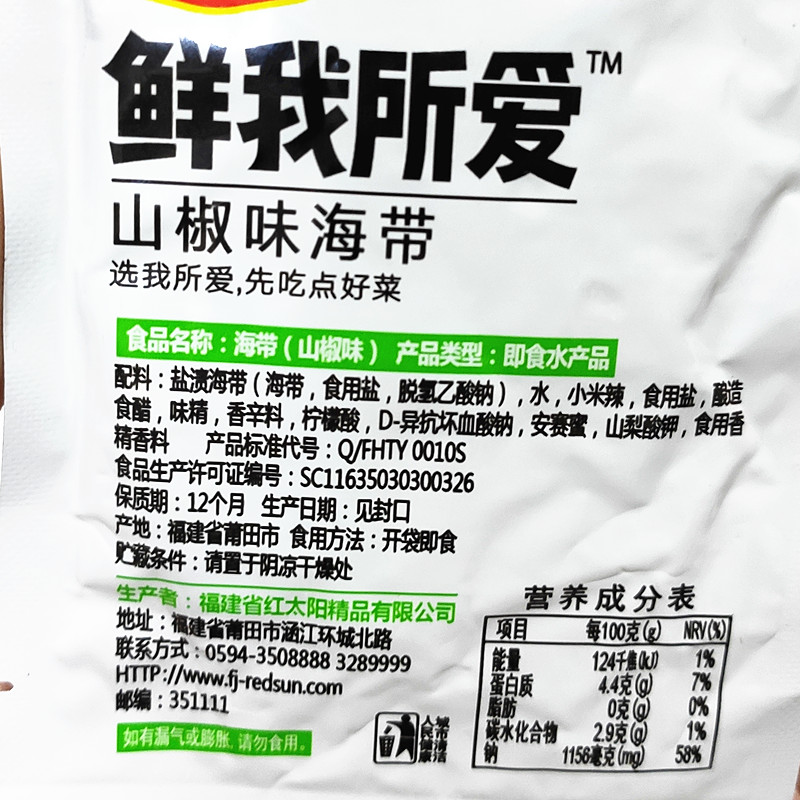 鲜我所爱™
山椒味海带
选我所爱,先吃点好菜
食品名称：海带（山椒味） 产品类型：即食水产品
配料：盐渍海带（海带，食用盐，脱氢乙酸钠），水，小米辣，食用盐，酿造
食醋，味精，香辛料，柠檬酸，D-异抗坏血酸钠，安赛蜜，山梨酸钾，食用香
精香料 产品标准代号：Q/FHTY 0010S
食品生产许可证编号：SC11635030300326
保质期：12个月 生产日期：见封口
产地：福建省莆田市 食用方法：开袋即食
贮藏条件：请置于阴凉干燥处
生产者：福建省红太阳精品有限公司
地址：福建省莆田市涵江环城北路
联系方式：0594-3508888 3289999
HTTP://www.fj-redsun.com
邮编：351111
如有漏气或膨胀,请勿食用。
城市清洁
人民健康
营养成分表
项目 每100克(g) NRV(%)
能量 124千焦(kJ) 1%
蛋白质 4.4克(g) 7%
脂肪 0克(g) 0%
碳水化合物 2.9克(g) 1%
钠 1156毫克(mg) 58%